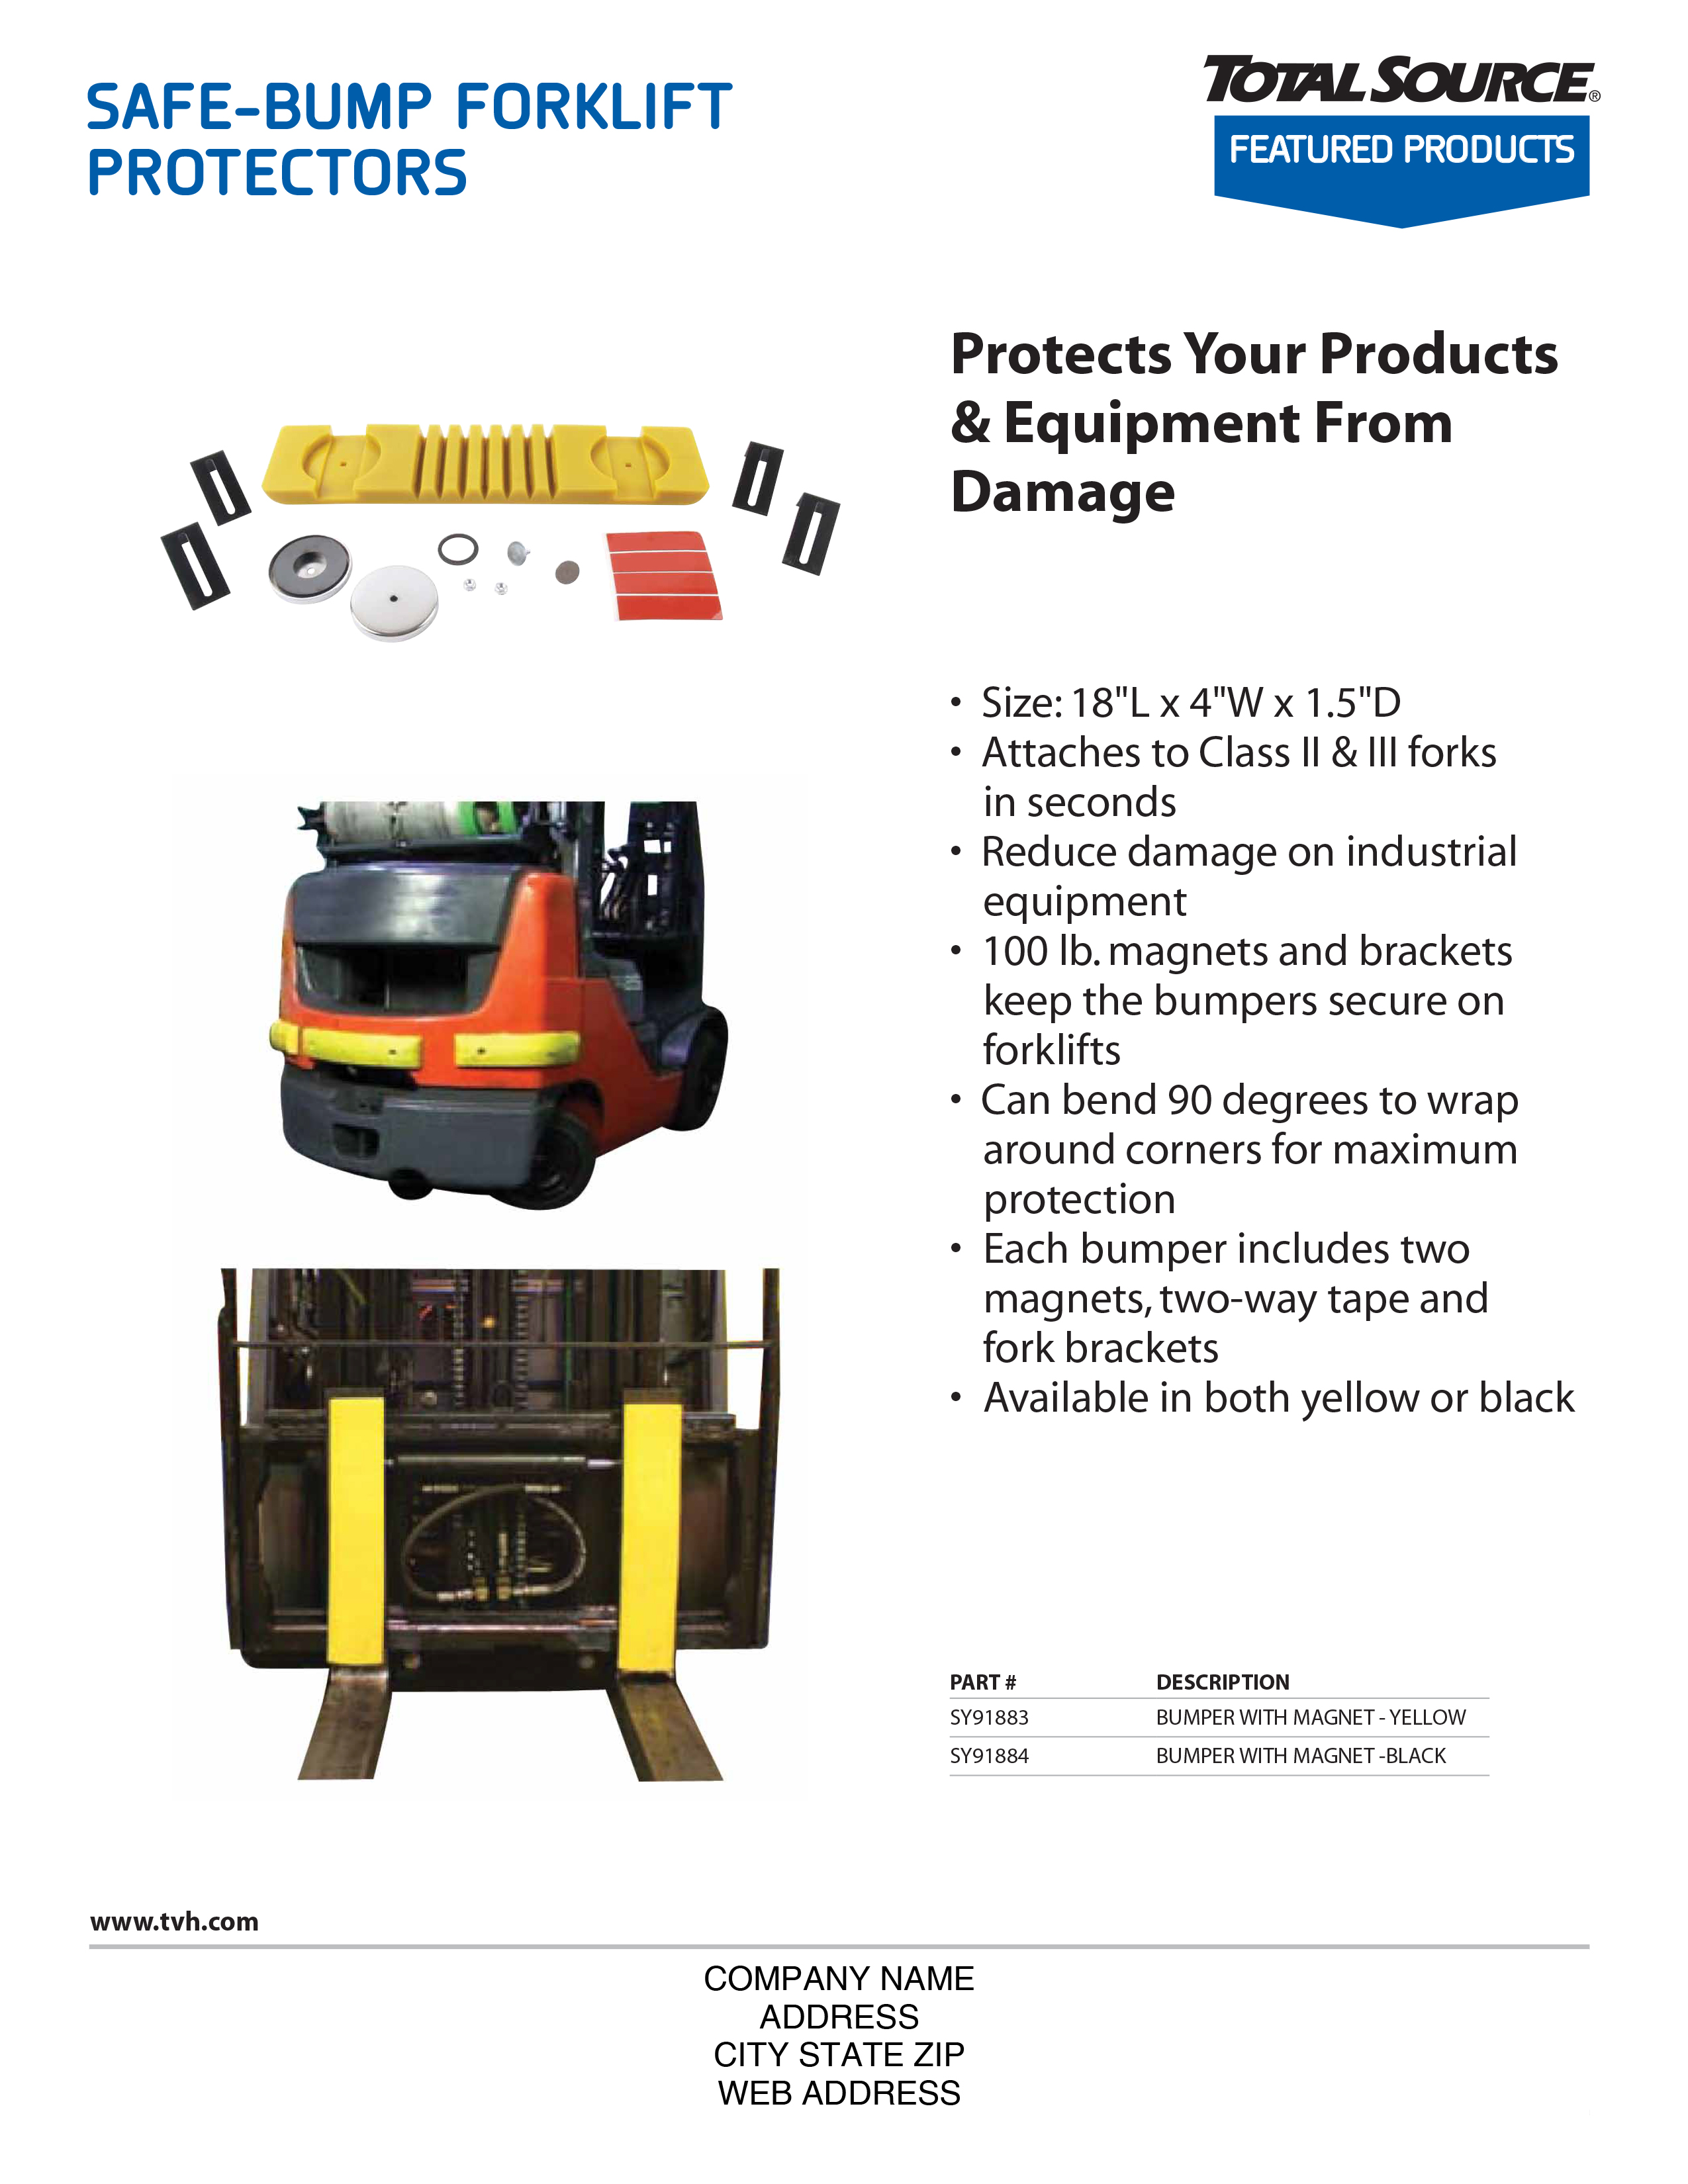 SAFE-BUMP FORKLIFT
PROTECTORS
TOTALSOURCE®
FEATURED PRODUCTS
Protects Your Products
& Equipment From
Damage
• Size: 18"L x 4"W x 1.5"D
• Attaches to Class II & III forks
in seconds
• Reduce damage on industrial
equipment
• 100 lb. magnets and brackets
keep the bumpers secure on
forklifts
• Can bend 90 degrees to wrap
around corners for maximum
protection
• Each bumper includes two
magnets, two-way tape and
fork brackets
• Available in both yellow or black
PART # DESCRIPTION
SY91883 BUMPER WITH MAGNET - YELLOW
SY91884 BUMPER WITH MAGNET -BLACK
www.tvh.com
COMPANY NAME
ADDRESS
CITY STATE ZIP
WEB ADDRESS